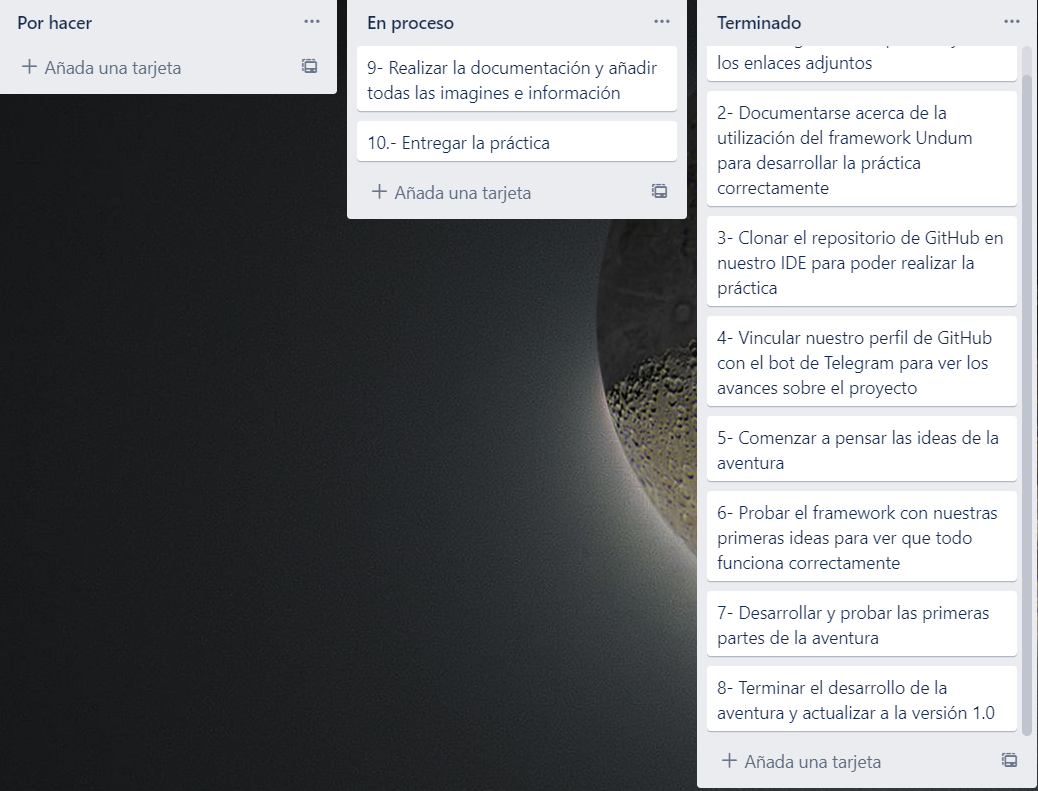 Por hacer
Añada una tarjeta
En proceso
9- Realizar la documentación y añadir
todas las imagines e información
10.- Entregar la práctica
Añada una tarjeta
Terminado
los enlaces adjuntos
2- Documentarse acerca de la
utilización del framework Undum
para desarrollar la práctica
correctamente
3- Clonar el repositorio de GitHub en
nuestro IDE para poder realizar la
práctica
4- Vincular nuestro perfil de GitHub
con el bot de Telegram para ver los
avances sobre el proyecto
5- Comenzar a pensar las ideas de la
aventura
6- Probar el framework con nuestras
primeras ideas para ver que todo
funciona correctamente
7- Desarrollar y probar las primeras
partes de la aventura
8- Terminar el desarrollo de la
aventura y actualizar a la versión 1.0
Añada una tarjeta